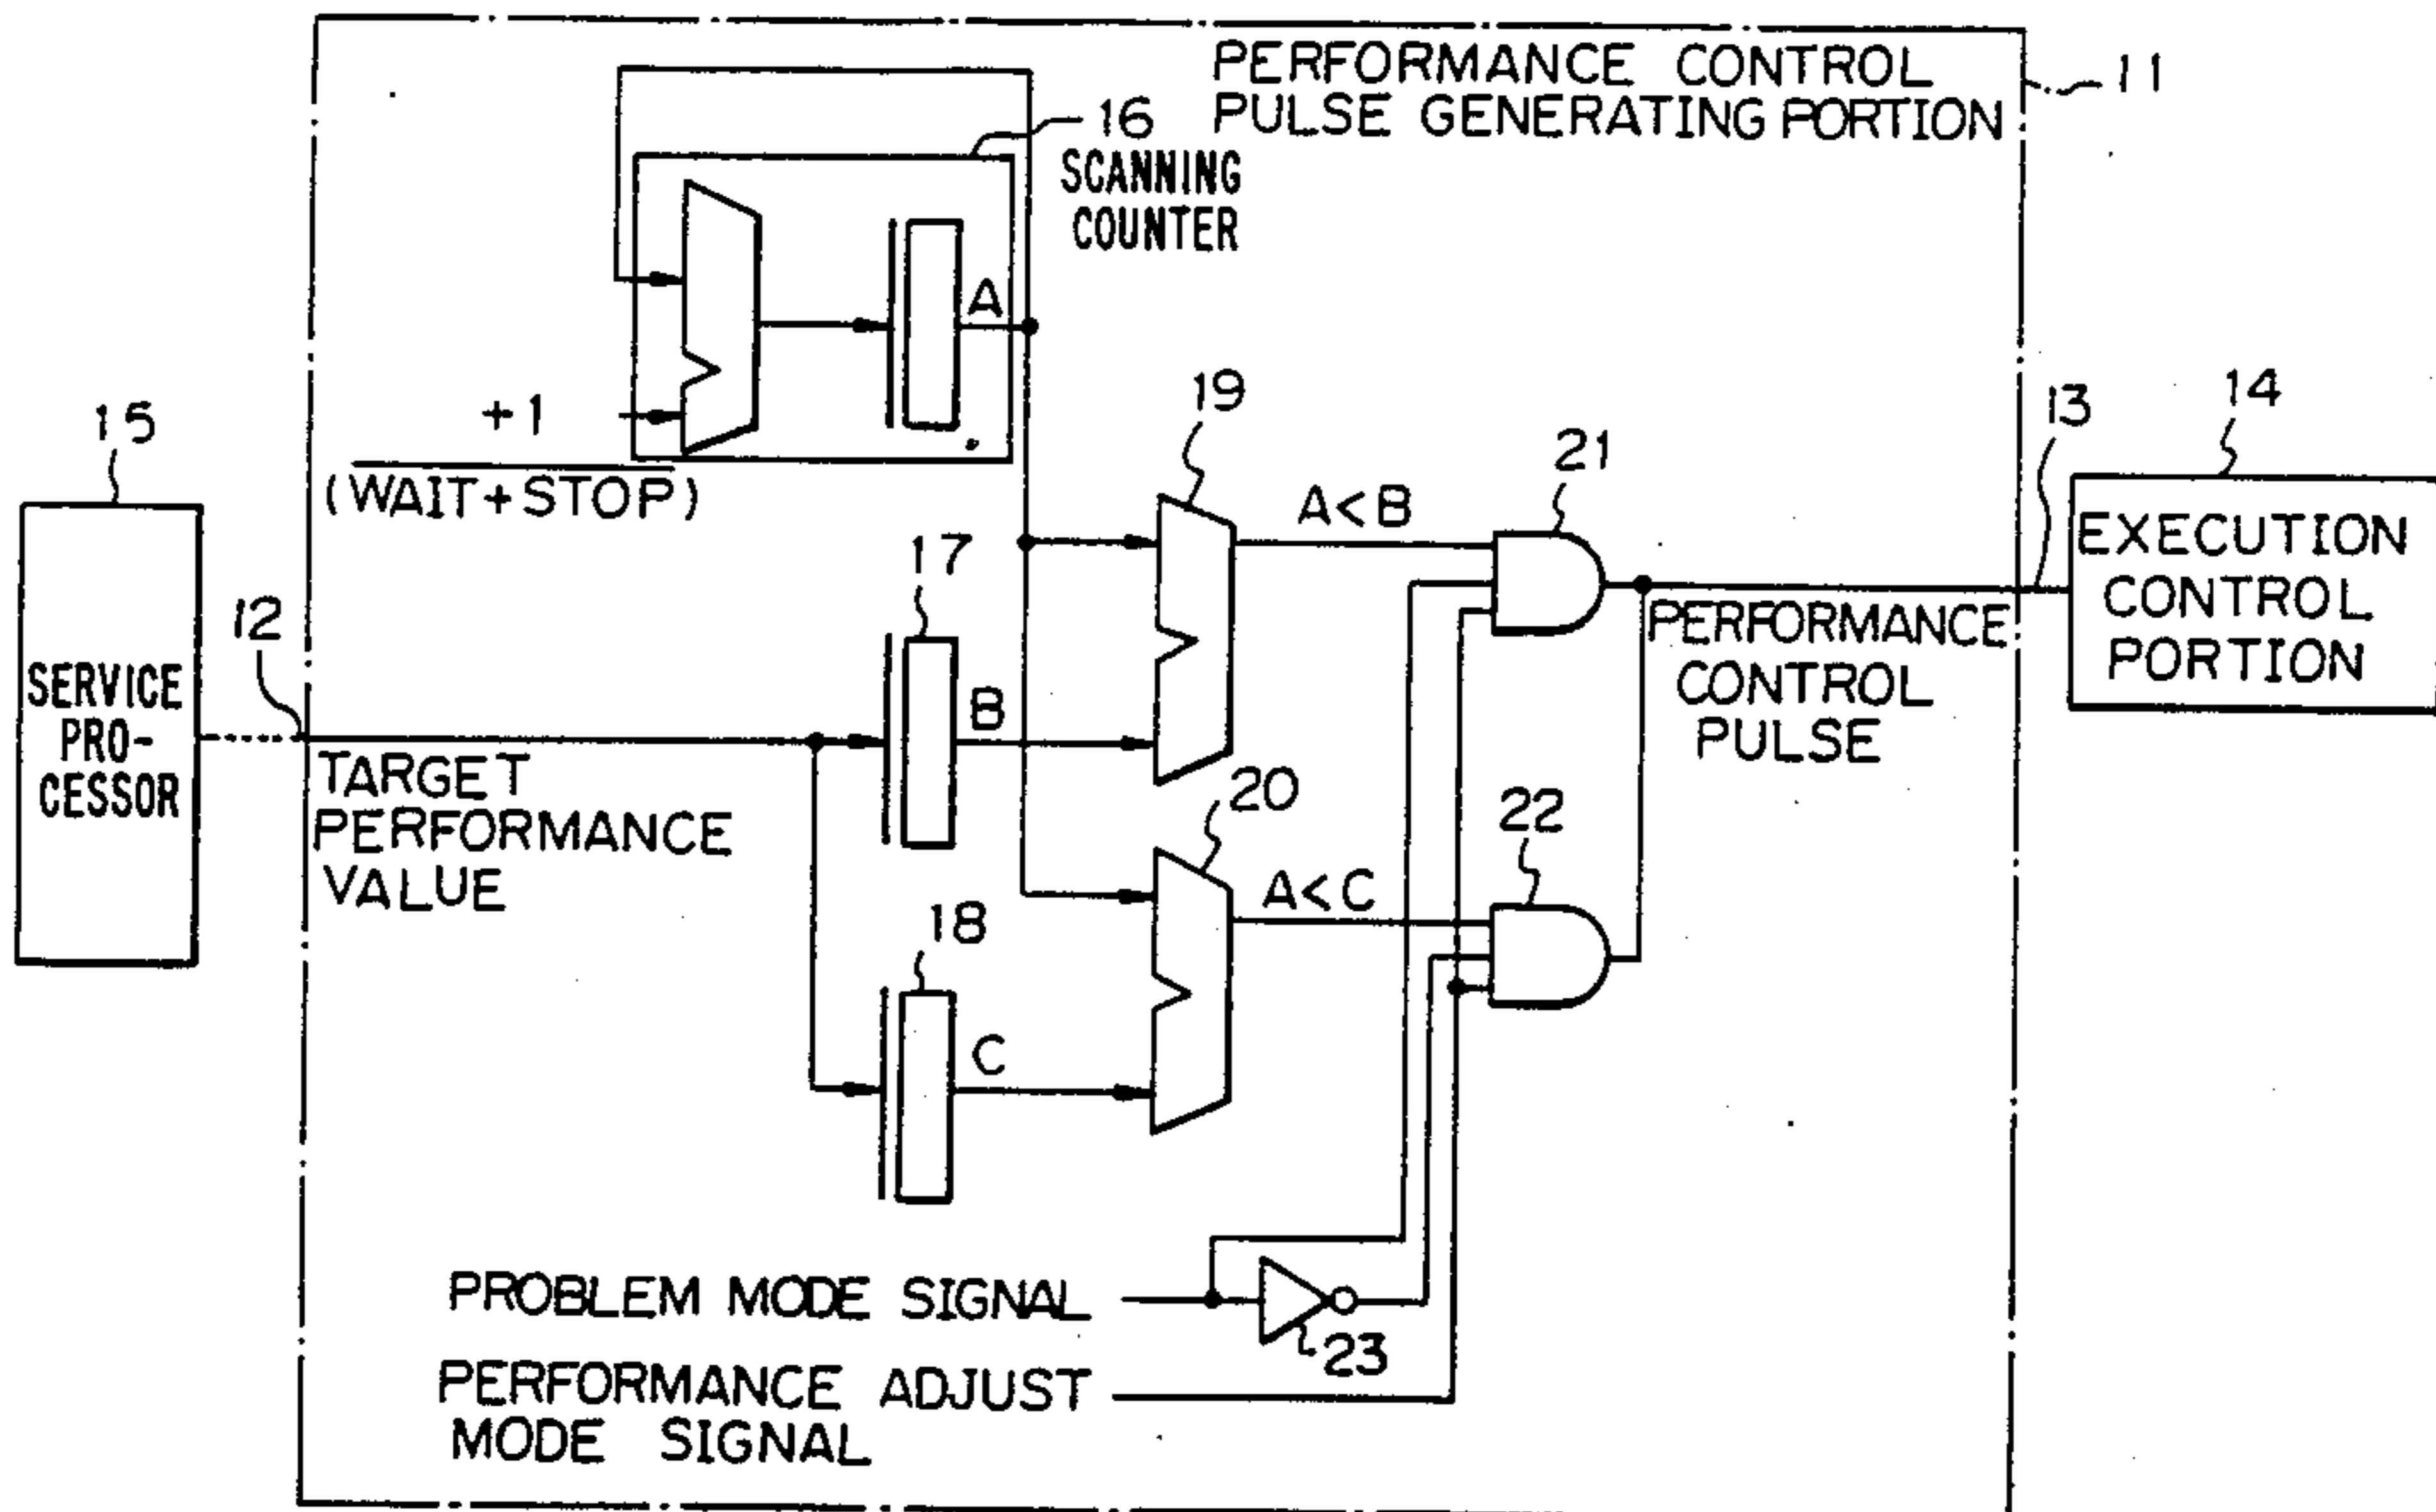 PERFORMANCE CONTROL
PULSE GENERATING PORTION
11
16
SCANNING
COUNTER
A
+1
(WAIT+STOP)
15
SERVICE
PRO-
CESSOR
12
TARGET
PERFORMANCE
VALUE
17
B
18
C
19
A<B
20
A<C
21
22
PERFORMANCE
CONTROL
PULSE
13
14
EXECUTION
CONTROL
PORTION
PROBLEM MODE SIGNAL
23
PERFORMANCE ADJUST
MODE SIGNAL